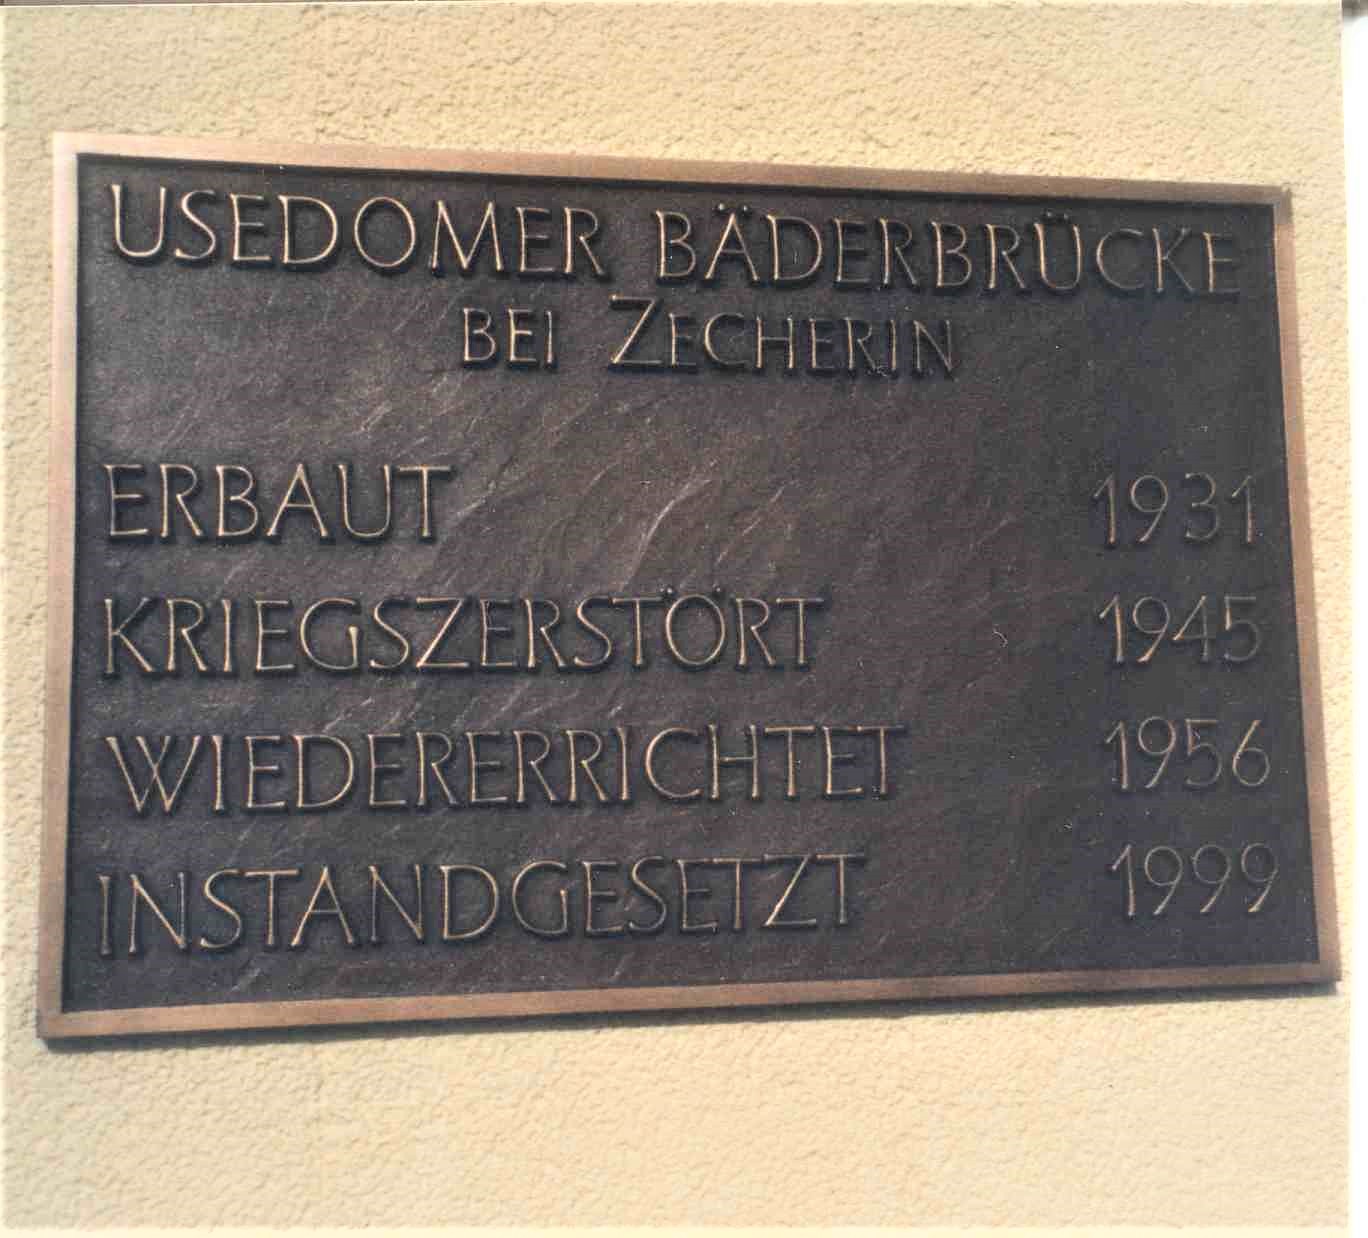 USEDOMER BÄDERBRÜCKE
BEI ZECHERIN
ERBAUT 1931
KRIEGSZERSTÖRT 1945
WIEDERERRICHTET 1956
INSTANDGESETZT 1999